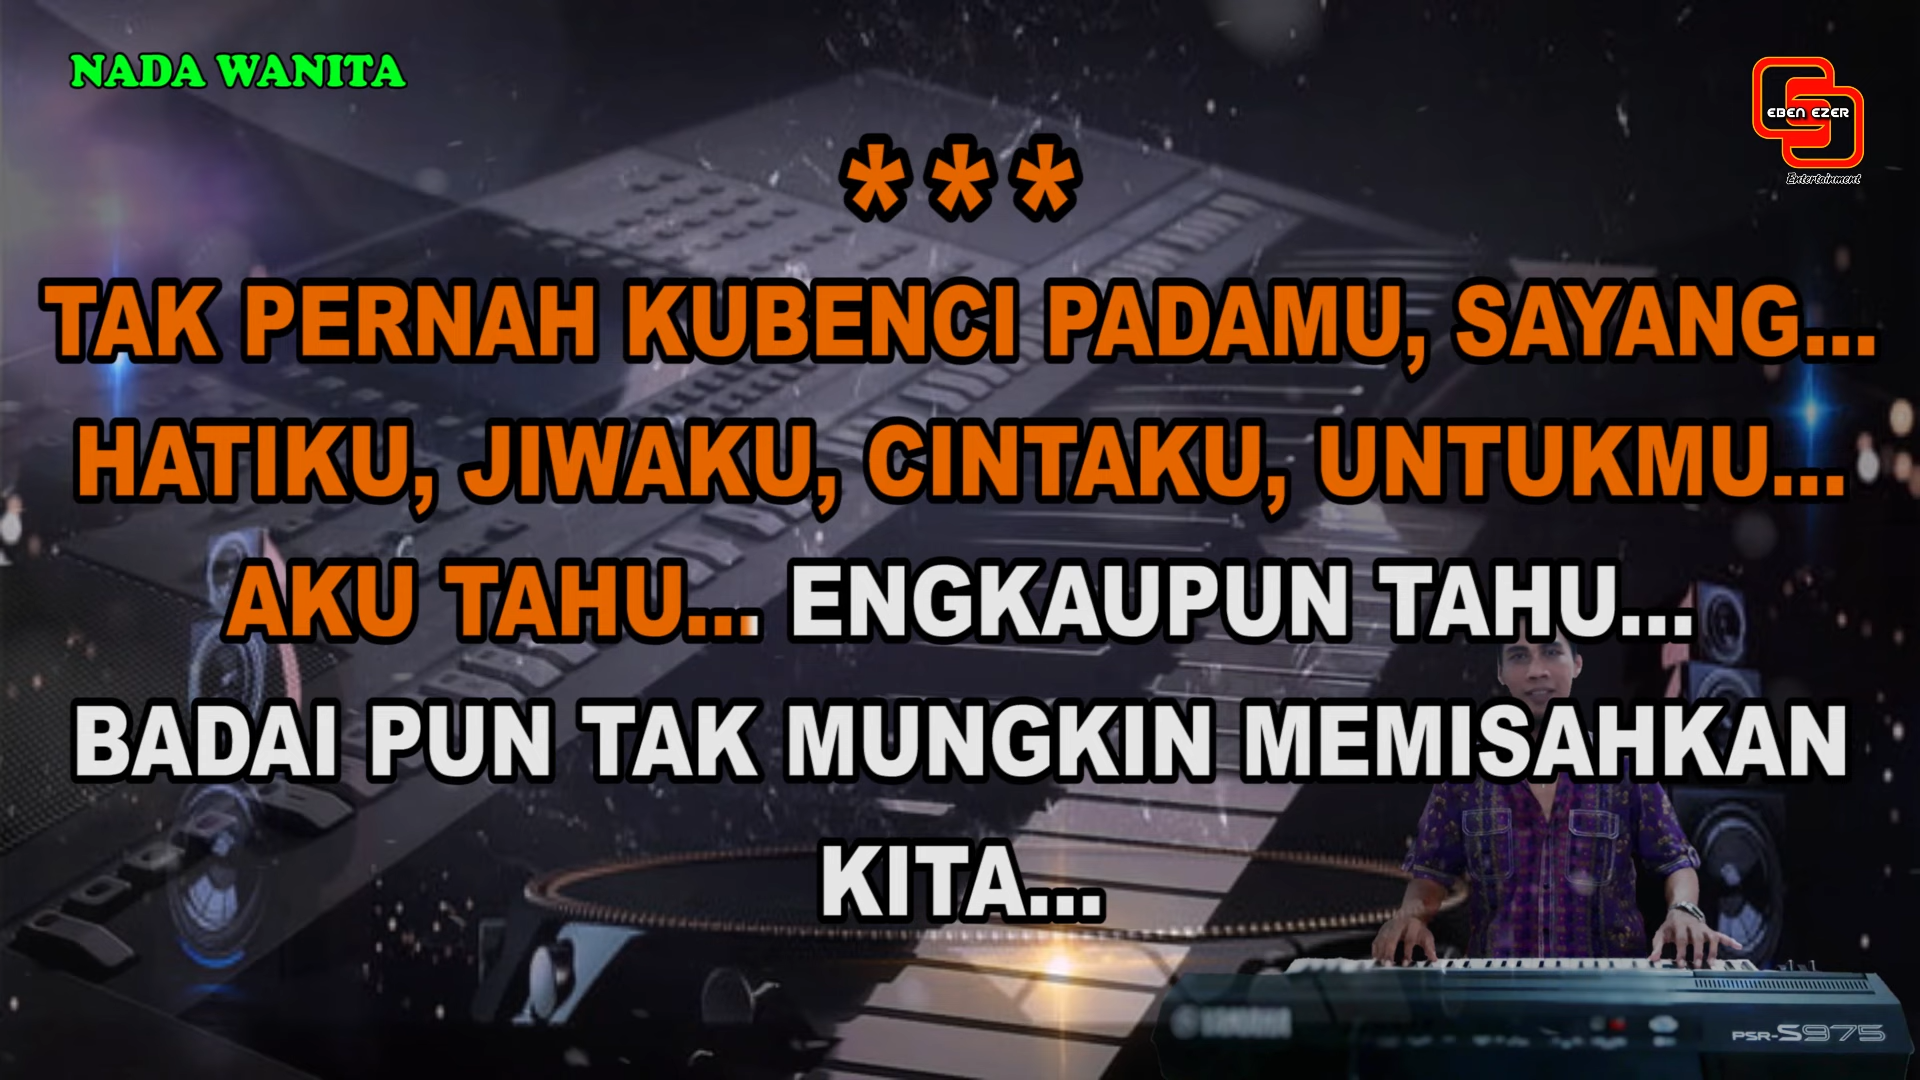 NADA WANITA
EBEN EZER
Entertainment
***
TAK PERNAH KUBENCI PADAMU, SAYANG...
HATIKU, JIWAKU, CINTAKU, UNTUKMU...
AKU TAHU... ENGKAUPUN TAHU...
BADAI PUN TAK MUNGKIN MEMISAHKAN
KITA...
PSR-S975